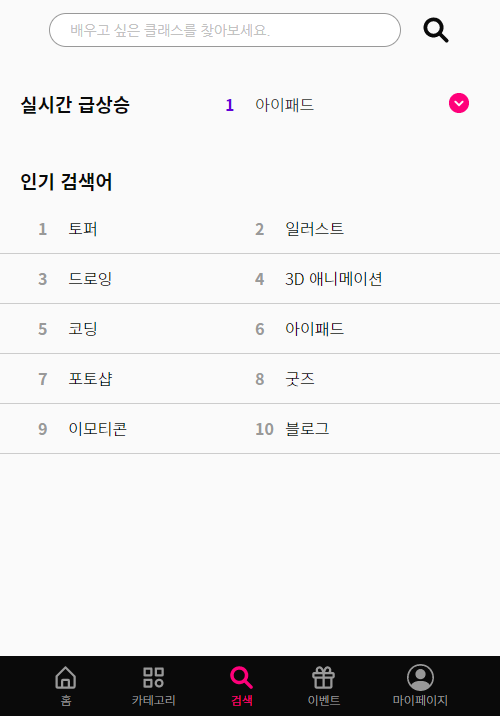 배우고 싶은 클래스를 찾아보세요.
실시간 급상승 1 아이패드
인기 검색어
1 토퍼 2 일러스트
3 드로잉 4 3D 애니메이션
5 코딩 6 아이패드
7 포토샵 8 굿즈
9 이모티콘 10 블로그
홈 카테고리 검색 이벤트 마이페이지